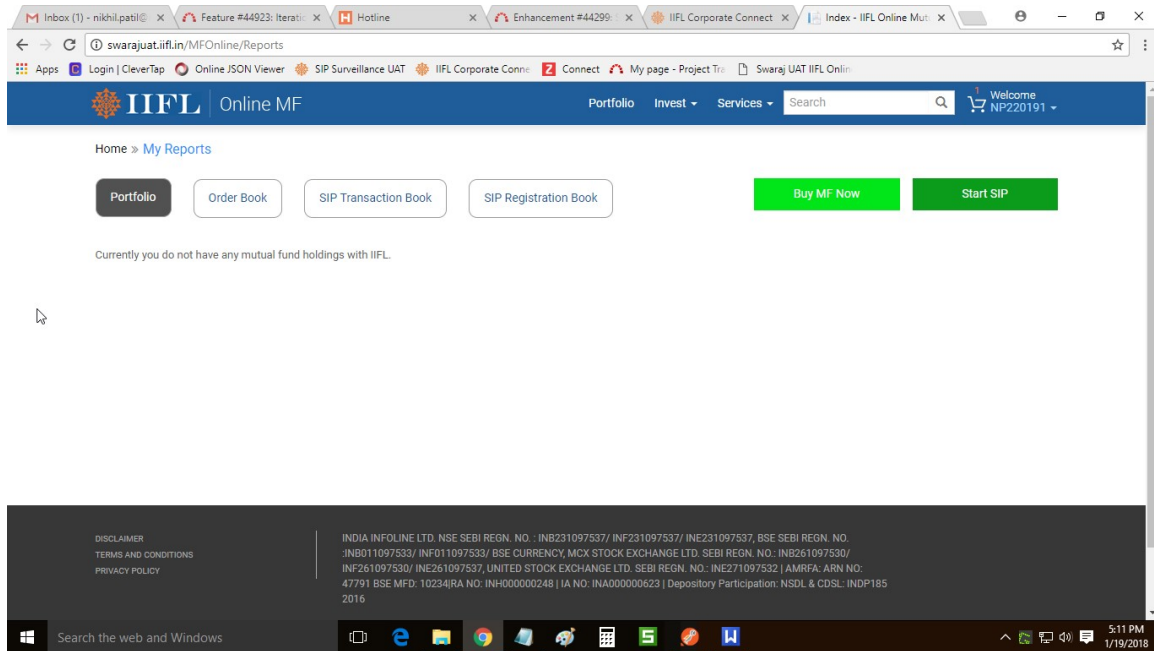 Inbox (1) - nikhil.patil@
Feature #44923: Iteratic
Hotline
Enhancement #44299:
IIFL Corporate Connect
Index - IIFL Online Mut
swarajuat.iifl.in/MFOnline/Reports
Apps
Login | CleverTap
Online JSON Viewer
SIP Surveillance UAT
IIFL Corporate Conne
Connect
My page - Project Tra
Swaraj UAT IIFL Onlin
IIFL Online MF
Portfolio
Invest
Services
Search
1
Welcome
NP220191
Home » My Reports
Portfolio
Order Book
SIP Transaction Book
SIP Registration Book
Buy MF Now
Start SIP
Currently you do not have any mutual fund holdings with IIFL.
DISCLAIMER
TERMS AND CONDITIONS
PRIVACY POLICY
INDIA INFOLINE LTD. NSE SEBI REGN. NO. : INB231097537/ INF231097537/ INE231097537, BSE SEBI REGN. NO.
:INB011097533/ INF011097533/ BSE CURRENCY, MCX STOCK EXCHANGE LTD. SEBI REGN. NO.: INB261097530/
INF261097530/ INE261097537, UNITED STOCK EXCHANGE LTD. SEBI REGN. NO.: INE271097532 | AMRFA: ARN NO:
47791 BSE MFD: 10234|RA NO: INH000000248 | IA NO: INA000000623 | Depository Participation: NSDL & CDSL: INDP185
2016
Search the web and Windows
5:11 PM
1/19/2018